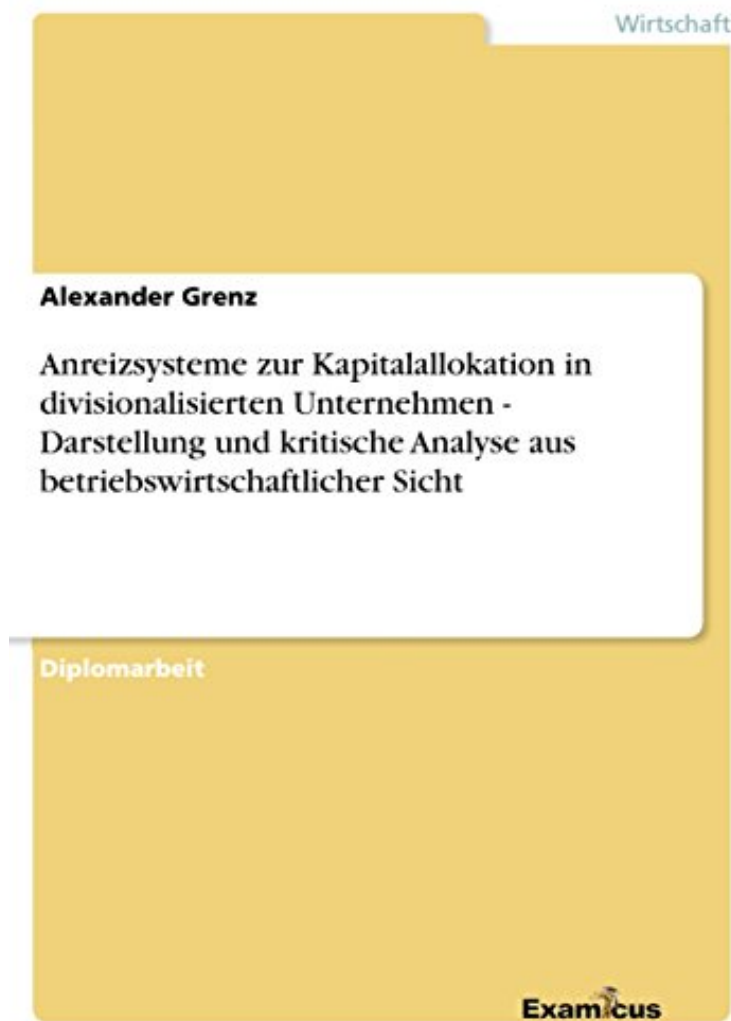 Wirtschaft
Alexander Grenz
Anreizsysteme zur Kapitalallokation in
divisionalisierten Unternehmen -
Darstellung und kritische Analyse aus
betriebswirtschaftlicher Sicht
Diplomarbeit
Examicus